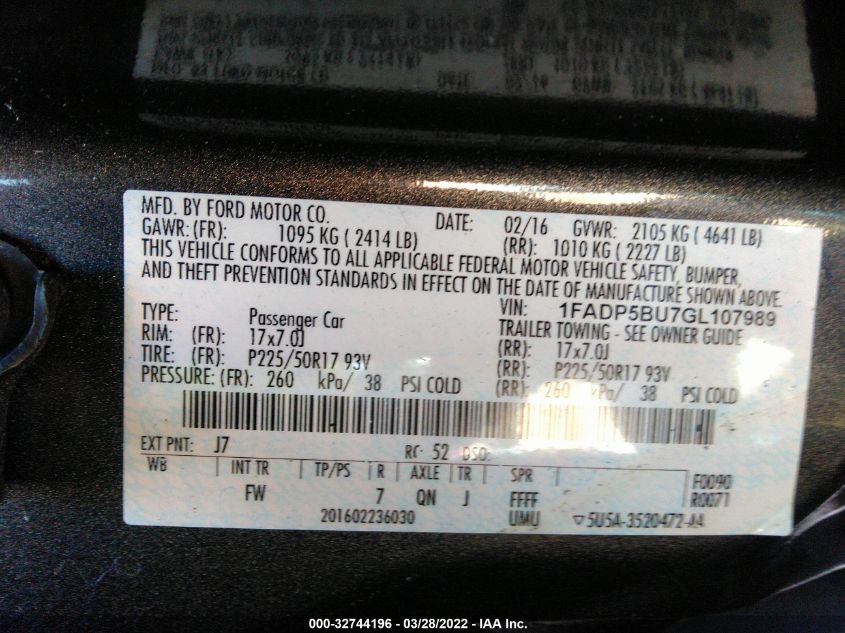 MFD. BY FORD MOTOR CO. DATE: 02/16 GVWR: 2105 KG ( 4641 LB)
GAWR: (FR): 1095 KG ( 2414 LB) (RR): 1010 KG ( 2227 LB)
THIS VEHICLE CONFORMS TO ALL APPLICABLE FEDERAL MOTOR VEHICLE SAFETY, BUMPER,
AND THEFT PREVENTION STANDARDS IN EFFECT ON THE DATE OF MANUFACTURE SHOWN ABOVE.
VIN: 1FADP5BU7GL107989
TYPE: Passenger Car TRAILER TOWING - SEE OWNER GUIDE
RIM: (FR): 17x7.0J (RR): 17x7.0J
TIRE: (FR): P225/50R17 93V (RR): P225/50R17 93V
PRESSURE: (FR): 260 kPa/ 38 PSI COLD (RR): 260 kPa/ 38 PSI COLD
EXT PNT: J7 RC: 52 DSO:
WB INT TR TP/PS R AXLE TR SPR F0090
FW 7 QN J FFFF R0071
201602236030 UMU ▽5U5A-3520472-AA
000-32744196 - 03/28/2022 - IAA Inc.